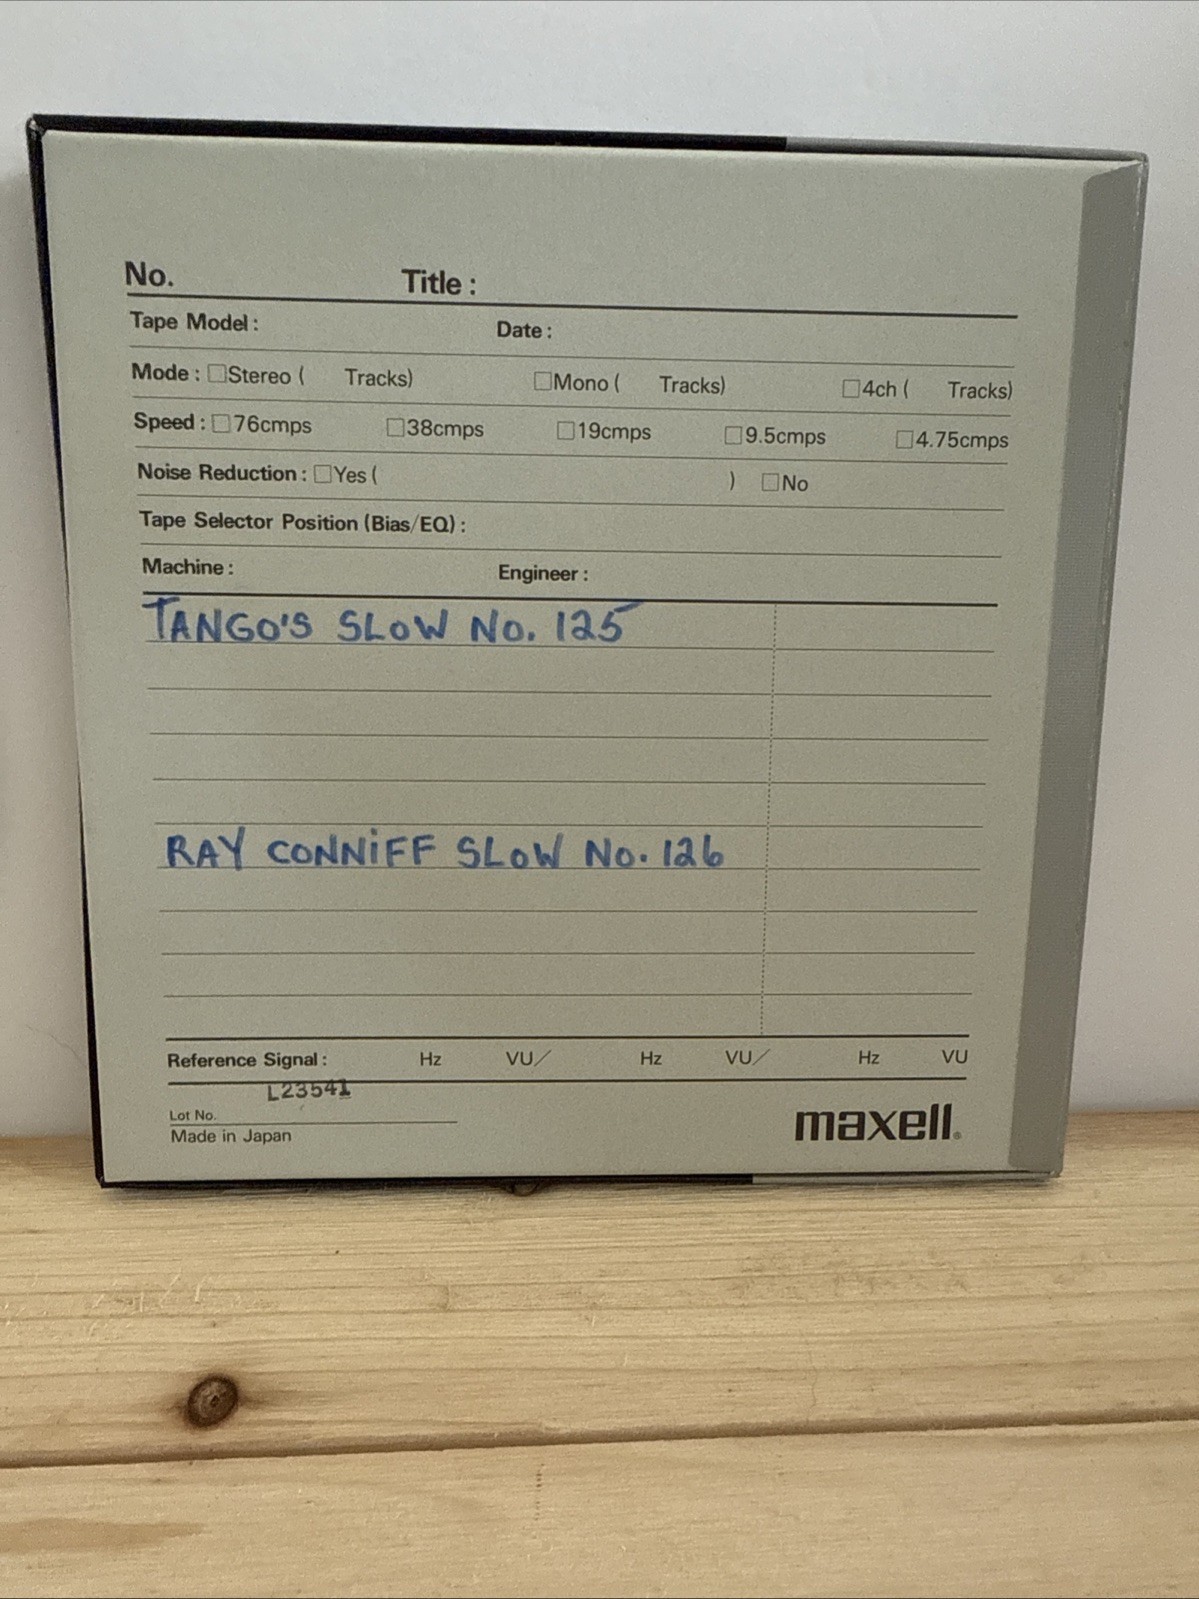 No. Title :
Tape Model : Date :
Mode : □Stereo ( Tracks) □Mono ( Tracks) □4ch ( Tracks)
Speed : □76cmps □38cmps □19cmps □9.5cmps □4.75cmps
Noise Reduction : □Yes ( ) □No
Tape Selector Position (Bias/EQ) :
Machine : Engineer :
TANGO'S SLOW No. 125
RAY CONNiFF SLOW No. 126
Reference Signal : Hz VU/ Hz VU/ Hz VU
L23541
Lot No.
Made in Japan
maxell®